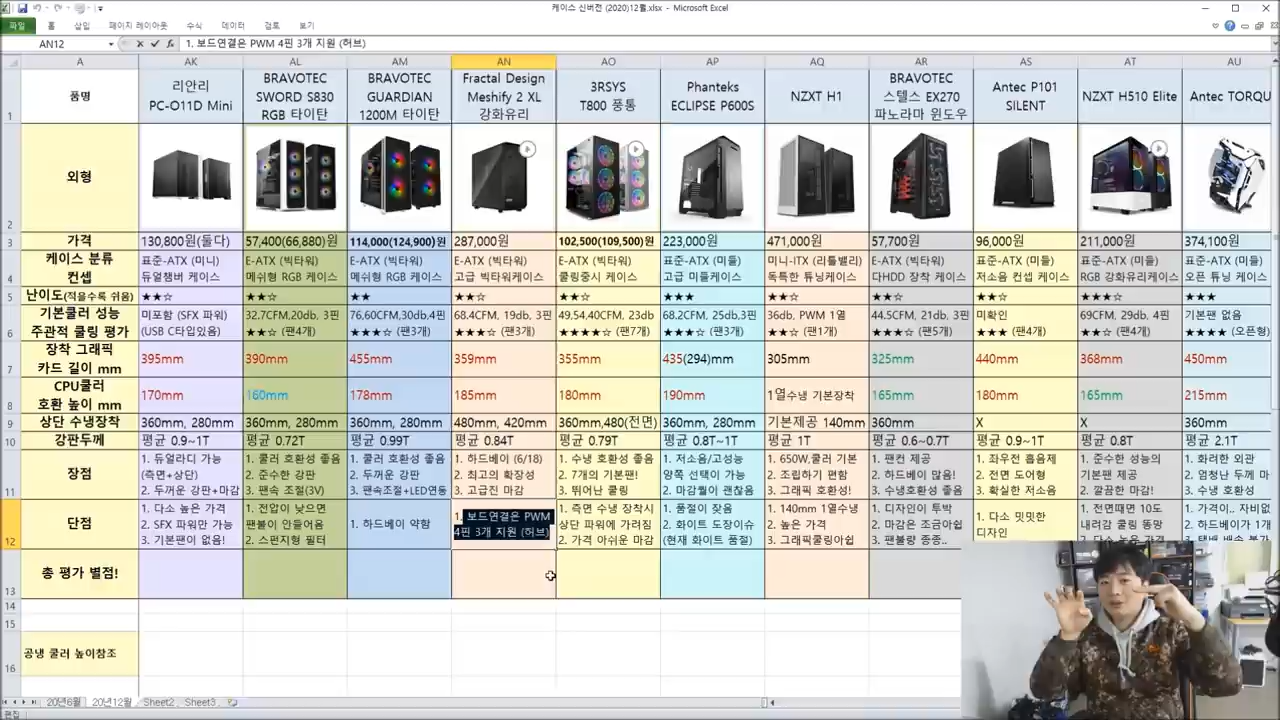 케이스 신버전 (2020)12월.xlsx - Microsoft Excel
파일 홈 삽입 페이지 레이아웃 수식 데이터 검토 보기
AN12 1. 보드연결은 PWM 4핀 3개 지원 (허브)
A AK AL AM AN AO AP AQ AR AS AT AU
1 품명
리안리
PC-O11D Mini
BRAVOTEC
SWORD S830
RGB 타이탄
BRAVOTEC
GUARDIAN
1200M 타이탄
Fractal Design
Meshify 2 XL
강화유리
3RSYS
T800 풍통
Phanteks
ECLIPSE P600S
NZXT H1
BRAVOTEC
스텔스 EX270
파노라마 윈도우
Antec P101
SILENT
NZXT H510 Elite
Antec TORQU
2 외형
3 가격 130,800원(둘다) 57,400(66,880)원 114,000(124,900)원 287,000원 102,500(109,500)원 223,000원 471,000원 57,700원 96,000원 211,000원 374,100원
4 케이스 분류 표준-ATX (미니) E-ATX (빅타워) E-ATX (빅타워) E-ATX (빅타워) E-ATX (빅타워) 표준-ATX (미들) 미니-ITX (리틀밸리) E-ATX (빅타워) 표준-ATX (미들) 표준-ATX (미들) 표준-ATX (미들)
컨셉 듀얼챔버 케이스 메쉬형 RGB 케이스 메쉬형 RGB 케이스 고급 빅타워케이스 쿨링중시 케이스 고급 미들케이스 독특한 튜닝케이스 다HDD 장착 케이스 저소음 컨셉 케이스 RGB 강화유리케이스 오픈 튜닝 케이스
5 난이도(적을수록 쉬움) ★★☆ ★★☆ ★★ ★★☆ ★★☆ ★★★ ★★☆ ★★☆ ★★☆ ★★★☆ ★★★
6 기본쿨러 성능 미포함 (SFX 파워) 32.7CFM,20db, 3핀 76,60CFM,30db,4핀 68.4CFM, 19db, 3핀 49,54,40CFM, 23db 68.2CFM, 25db,3핀 36db, PWM 1열 44.5CFM, 21db, 3핀 미확인 69CFM, 29db, 4핀 기본팬 없음
주관적 쿨링 평가 (USB C타입있음) ★★☆ (팬4개) ★★★☆ (팬3개) ★★★☆ (팬3개) ★★★★☆ (팬7개) ★★★☆ (팬3개) ★★☆ (팬1개) ★★★☆ (팬5개) ★★★ (팬4개) ★★☆ (팬4개) ★★★★ (오픈형)
7 장착 그래픽
카드 길이 mm 395mm 390mm 455mm 359mm 355mm 435(294)mm 305mm 325mm 440mm 368mm 450mm
8 CPU쿨러
호환 높이 mm 170mm 160mm 178mm 185mm 180mm 190mm 1열수냉 기본장착 165mm 180mm 165mm 215mm
9 상단 수냉장착 360mm, 280mm 360mm, 280mm 360mm, 280mm 480mm, 420mm 360mm,480(전면) 360mm, 280mm 기본제공 140mm 360mm X X 360mm
10 강판두께 평균 0.9~1T 평균 0.72T 평균 0.99T 평균 0.84T 평균 0.79T 평균 0.8T~1T 평균 1T 평균 0.6~0.7T 평균 0.9~1T 평균 0.8T 평균 2.1T
11 장점
1. 듀얼라디 가능
(측면+상단)
2. 두꺼운 강판+마감
1. 쿨러 호환성 좋음
2. 준수한 강판
3. 팬속 조절(3V)
1. 쿨러 호환성 좋음
2. 두꺼운 강판
3. 팬속조절+LED연동
1. 하드베이 (6/18)
2. 최고의 확장성
3. 고급진 마감
1. 수냉 호환성 좋음
2. 7개의 기본팬!
3. 뛰어난 쿨링
1. 저소음/고성능
양쪽 선택이 가능
2. 마감퀄이 괜찮음
1. 650W,쿨러 기본
2. 조립하기 편함
3. 그래픽 호환성!
1. 팬컨 제공
2. 하드베이 많음!
3. 수냉호환성 좋음
1. 좌우전 흡음제
2. 전면 도어형
3. 확실한 저소음
1. 준수한 성능의
기본팬 제공
2. 깔끔한 마감!
1. 화려한 외관
2. 엄청난 두께 마
3. 수냉 호환성
12 단점
1. 다소 높은 가격
2. SFX 파워만 가능
3. 기본팬이 없음!
1. 전압이 낮으면
팬불이 안들어옴
2. 스펀지형 필터
1. 하드베이 약함
1. 보드연결은 PWM
4핀 3개 지원 (허브)
1. 측면 수냉 장착시
상단 파워에 가려짐
2. 가격 아쉬운 마감
1. 품절이 잦음
2. 화이트 도장이슈
(현재 화이트 품절)
1. 140mm 1열수냉
2. 높은 가격
3. 그래픽쿨링아쉽
1. 디자인이 투박
2. 마감은조금아쉽
3. 팬불량 종종..
1. 다소 밋밋한
디자인
1. 전면때면 10도
내려감 쿨링 똥망
2. 다소 높은 가격
1. 가격이.. 자비없
2. 하드베이가 1개
13 총 평가 별점!
14
15
16 공냉 쿨러 높이참조
20년6월 20년12월 Sheet2 Sheet3
편집